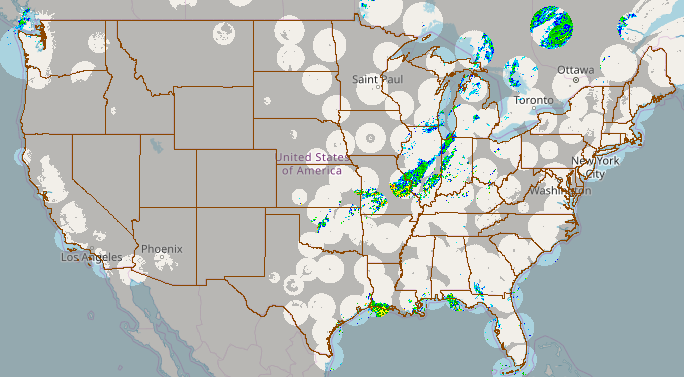 Ottawa
Saint Paul
Toronto
United States
of America
New York
City
Washington
Phoenix
Los Angeles